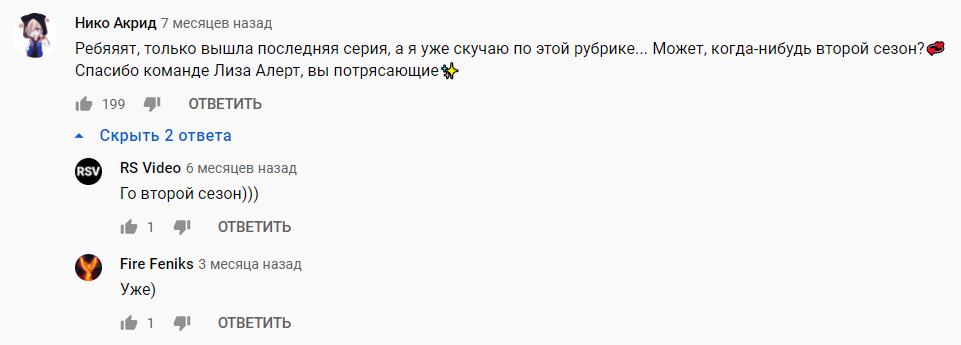 Нико Акрид 7 месяцев назад
Ребяяят, только вышла последняя серия, а я уже скучаю по этой рубрике... Может, когда-нибудь второй сезон?💋
Спасибо команде Лиза Алерт, вы потрясающие✨
199 ОТВЕТИТЬ
Скрыть 2 ответа
RSV
RS Video 6 месяцев назад
Го второй сезон)))
1 ОТВЕТИТЬ
Fire Feniks 3 месяца назад
Уже)
1 ОТВЕТИТЬ